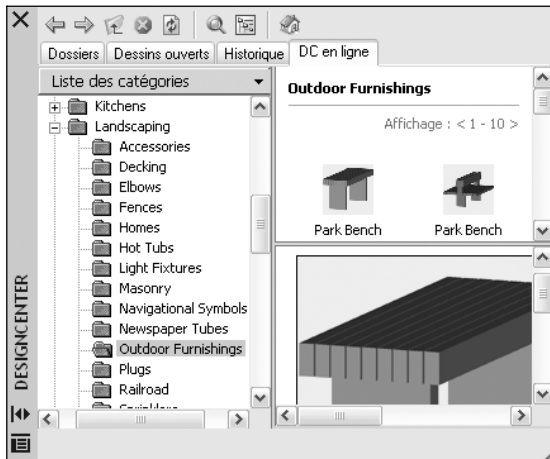 Dossiers Dessins ouverts Historique DC en ligne
Liste des catégories
Kitchens
Landscaping
Accessories
Decking
Elbows
Fences
Homes
Hot Tubs
Light Fixtures
Masonry
Navigational Symbols
Newspaper Tubes
Outdoor Furnishings
Plugs
Railroad
Outdoor Furnishings
Affichage : < 1 - 10 >
Park Bench Park Bench
DESIGNCENTER